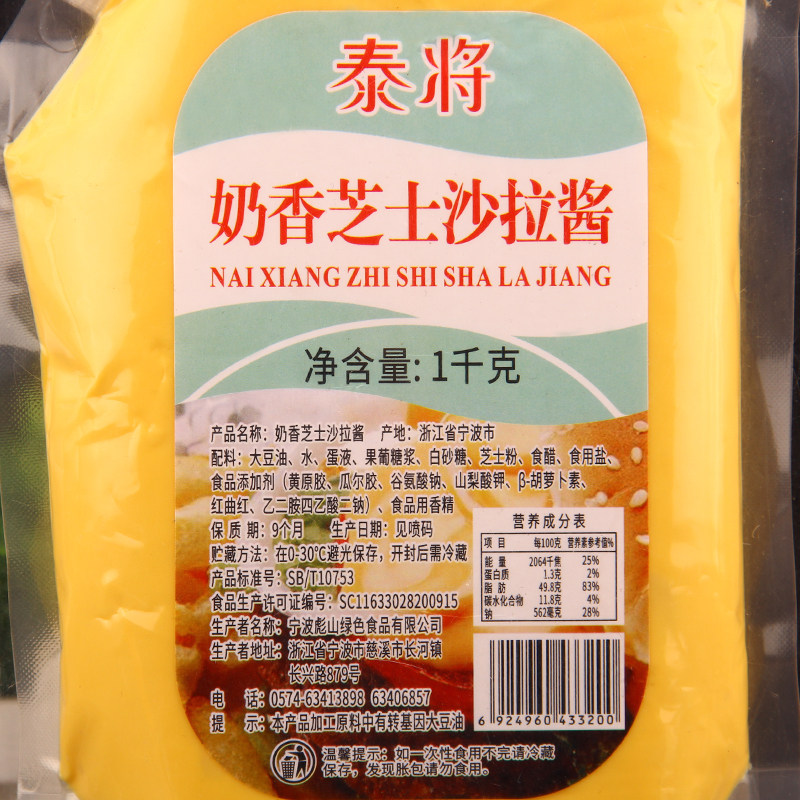 泰将
奶香芝士沙拉酱
NAI XIANG ZHI SHI SHA LA JIANG
净含量: 1千克
产品名称: 奶香芝士沙拉酱 产地: 浙江省宁波市
配料: 大豆油、水、蛋液、果葡糖浆、白砂糖、芝士粉、食醋、食用盐、
食品添加剂（黄原胶、瓜尔胶、谷氨酸钠、山梨酸钾、β-胡萝卜素、
红曲红、乙二胺四乙酸二钠）、食用香精
保 质 期: 9个月 生产日期: 见喷码
贮藏方法: 在0-30℃避光保存, 开封后需冷藏
产品标准号: SB/T10753
食品生产许可证编号: SC11633028200915
生产者名称: 宁波彪山绿色食品有限公司
生产者地址: 浙江省宁波市慈溪市长河镇
长兴路879号
电 话: 0574-63413898 63406857
提 示: 本产品加工原料中有转基因大豆油
营养成分表
项 目 每100克 营养素参考值%
能 量 2064千焦 25%
蛋白质 1.3克 2%
脂 肪 49.8克 83%
碳水化合物 11.8克 4%
钠 562毫克 28%
6 924960 433200
温馨提示: 如一次性食用不完请冷藏
保存, 发现胀包请勿食用。